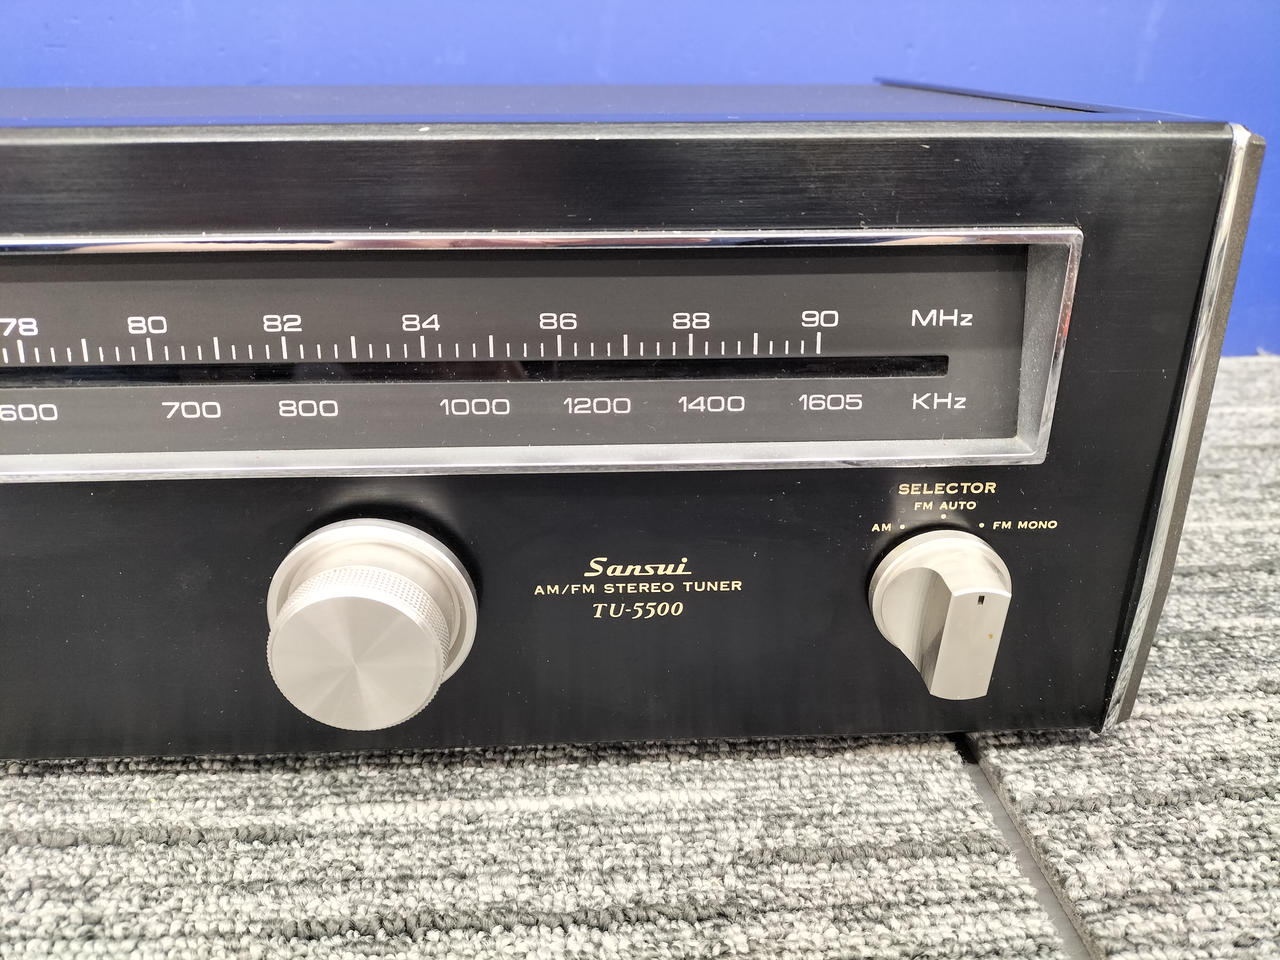 78 80 82 84 86 88 90 MHz
600 700 800 1000 1200 1400 1605 KHz
SELECTOR
FM AUTO
AM FM MONO
Sansui
AM/FM STEREO TUNER
TU-5500